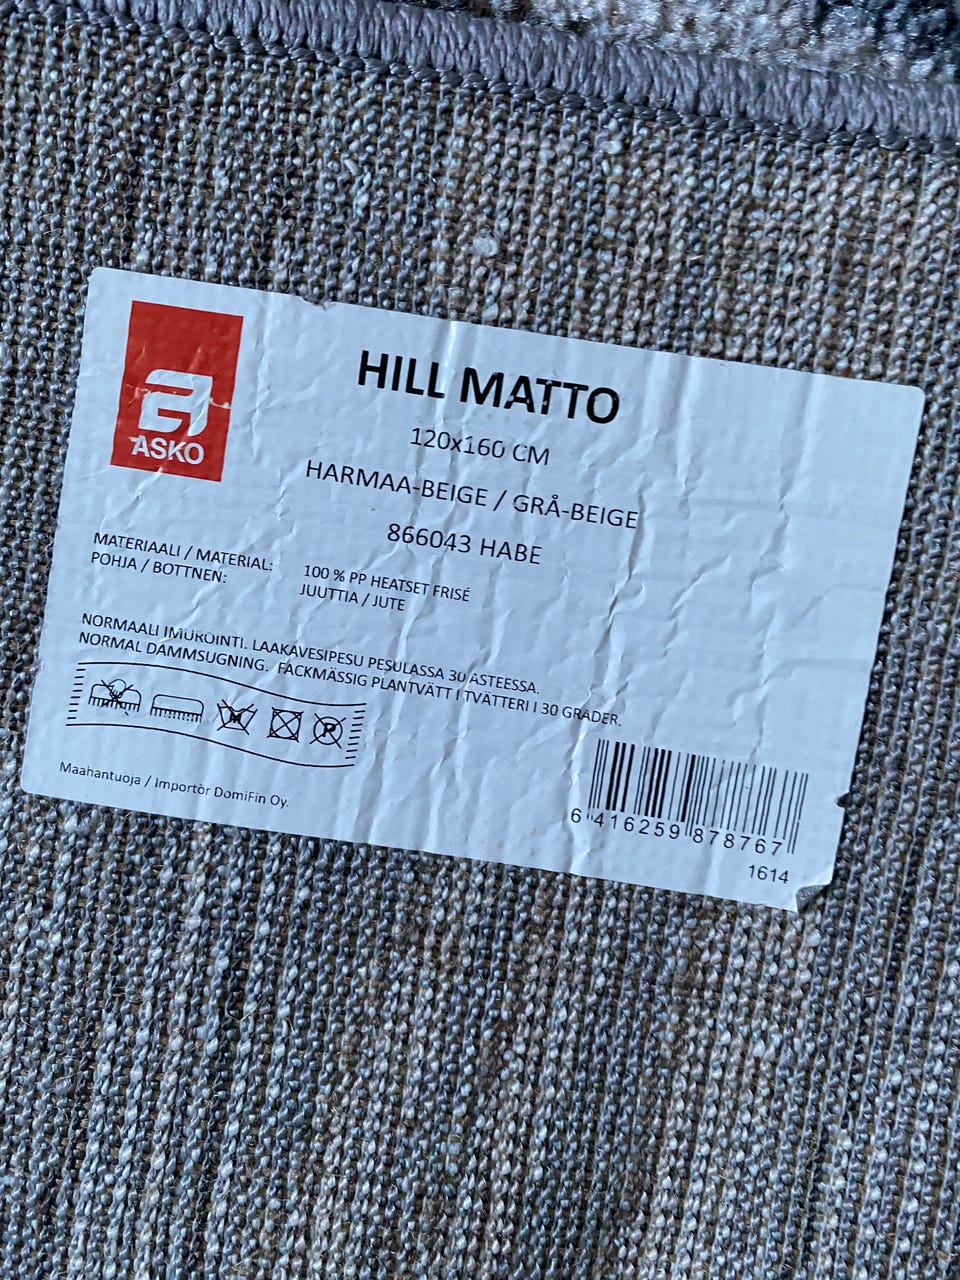 ASKO
HILL MATTO
120x160 CM
HARMAA-BEIGE / GRÅ-BEIGE
866043 HABE
MATERIAALI / MATERIAL: 100 % PP HEATSET FRISÉ
POHJA / BOTTNEN: JUUTTIA / JUTE
NORMAALI IMUROINTI. LAAKAVESIPESU PESULASSA 30 ASTEESSA.
NORMAL DAMMSUGNING. FACKMÄSSIG PLANTVÄTT I TVÄTTERI I 30 GRADER.
P
Maahantuoja / Importör DomiFin Oy.
6 416259 878767
1614